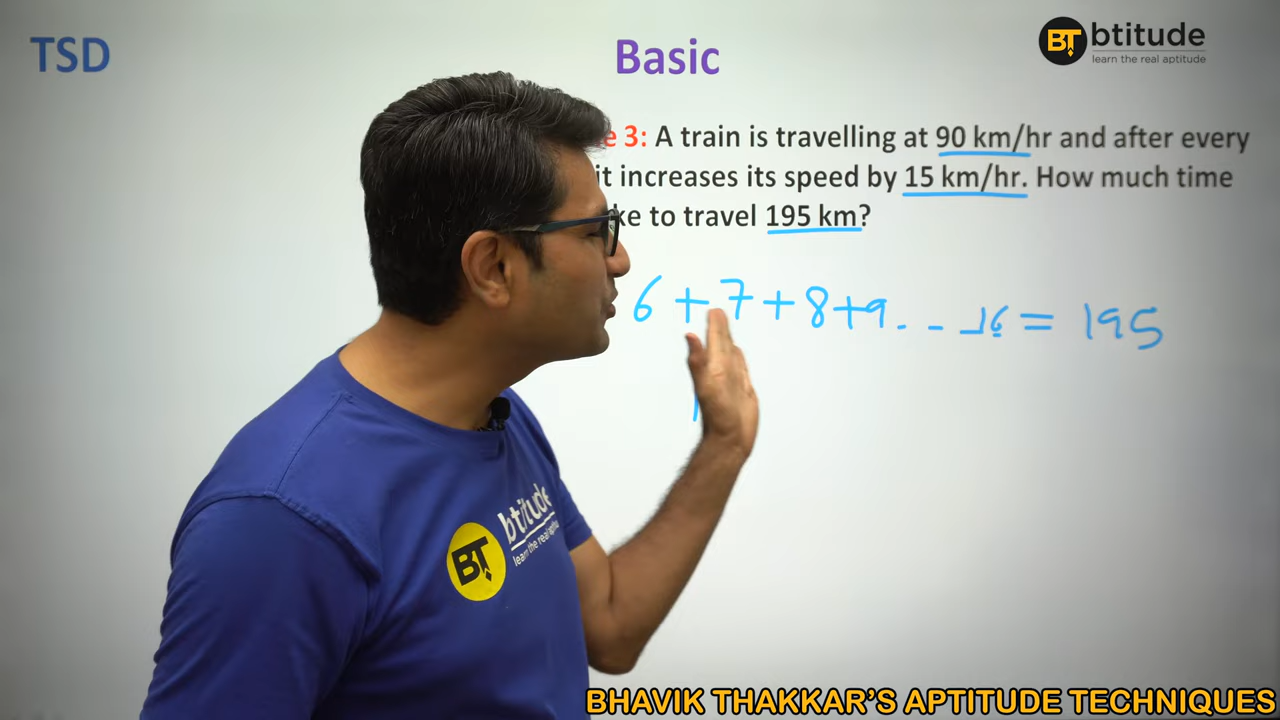 TSD
Basic
BT btitude
learn the real aptitude
3: A train is travelling at 90 km/hr and after every
it increases its speed by 15 km/hr. How much time
ke to travel 195 km?
6 + 7 + 8 + 9 . - - = 195
btitude
learn the real aptitu
BT
BHAVIK THAKKAR'S APTITUDE TECHNIQUES